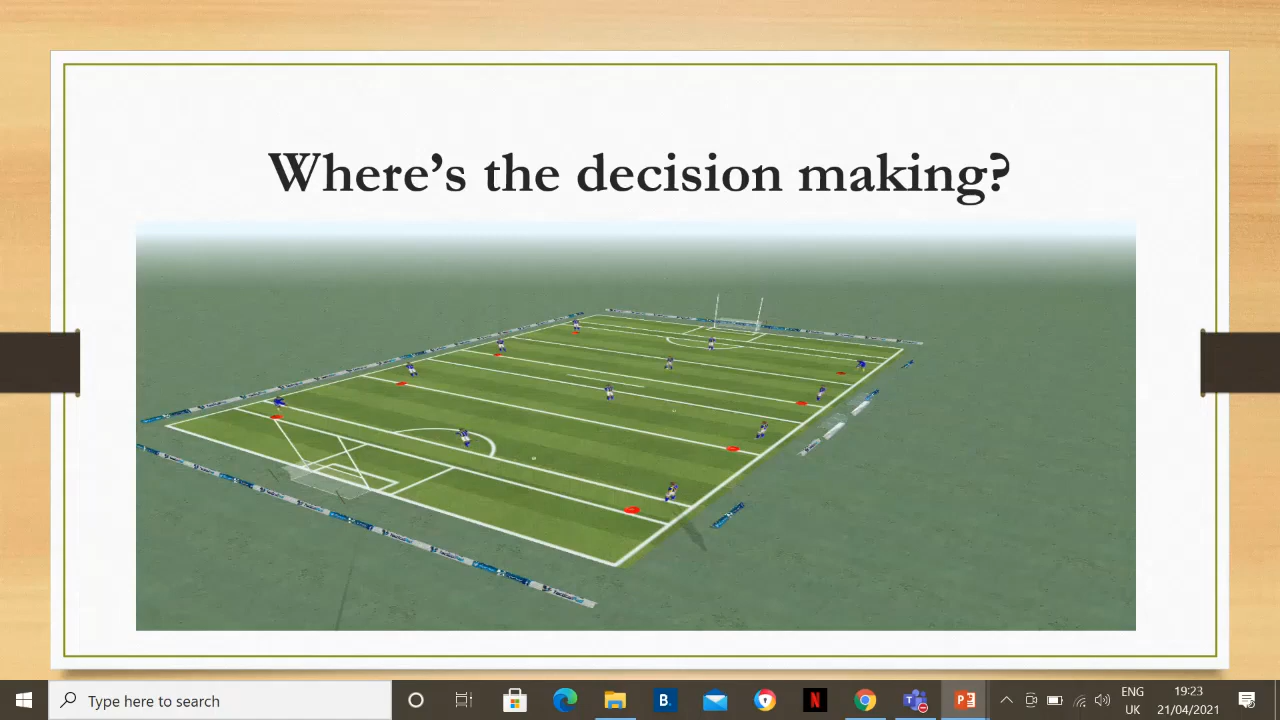 Where's the decision making?
Type here to search
B.
N
T
P
ENG
UK
19:23
21/04/2021